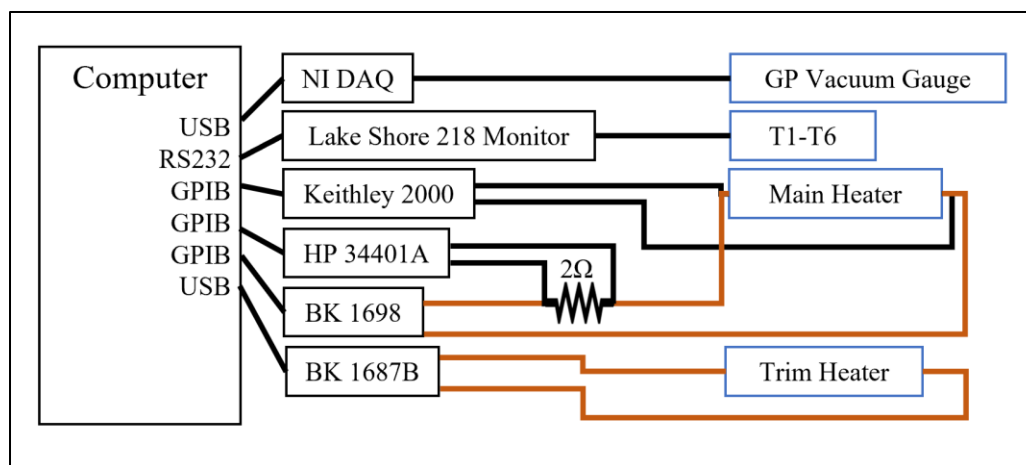 Computer
NI DAQ
GP Vacuum Gauge
USB
Lake Shore 218 Monitor
T1-T6
RS232
GPIB
Keithley 2000
Main Heater
GPIB
HP 34401A
GPIB
2Ω
USB
BK 1698
BK 1687B
Trim Heater